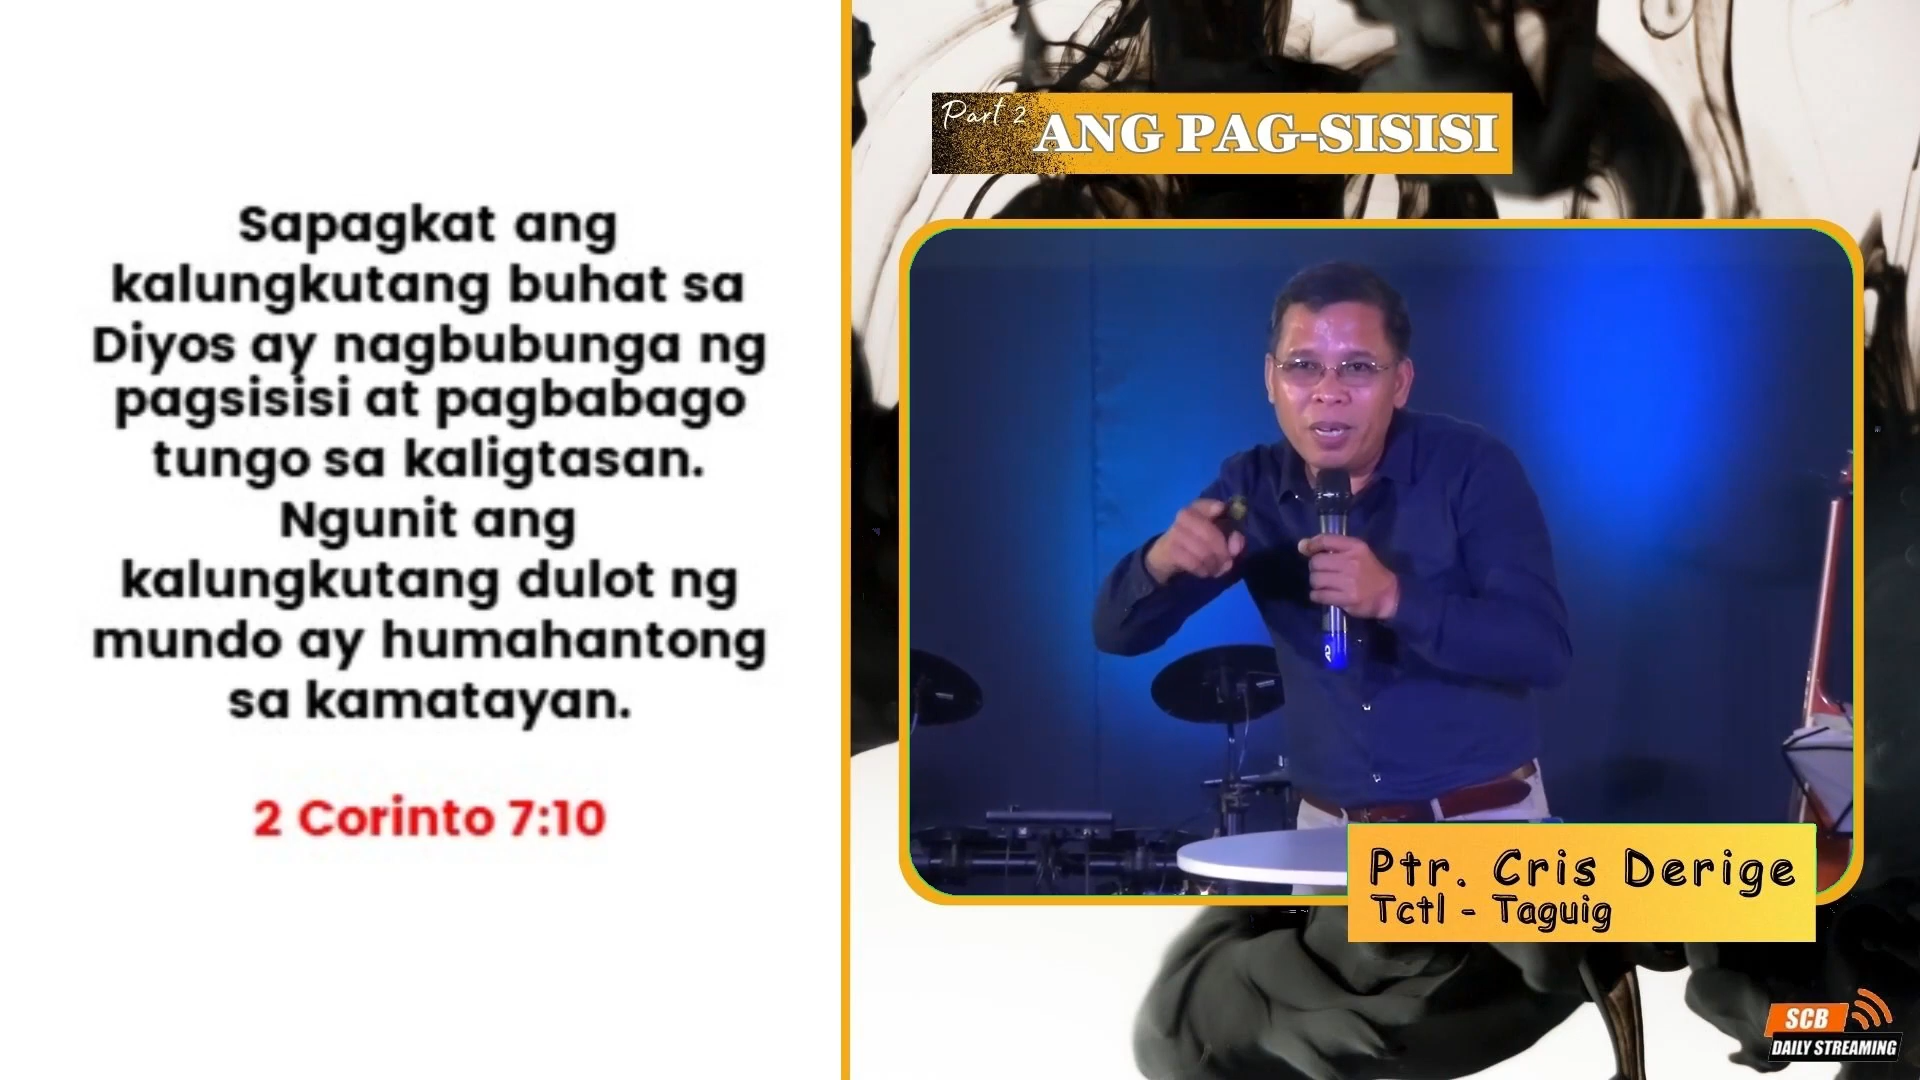 Sapagkat ang
kalungkutang buhat sa
Diyos ay nagbubunga ng
pagsisisi at pagbabago
tungo sa kaligtasan.
Ngunit ang
kalungkutang dulot ng
mundo ay humahantong
sa kamatayan.
2 Corinto 7:10
Part 2
ANG PAG-SISISI
Ptr. Cris Derige
Tctl - Taguig
SCB
DAILY STREAMING